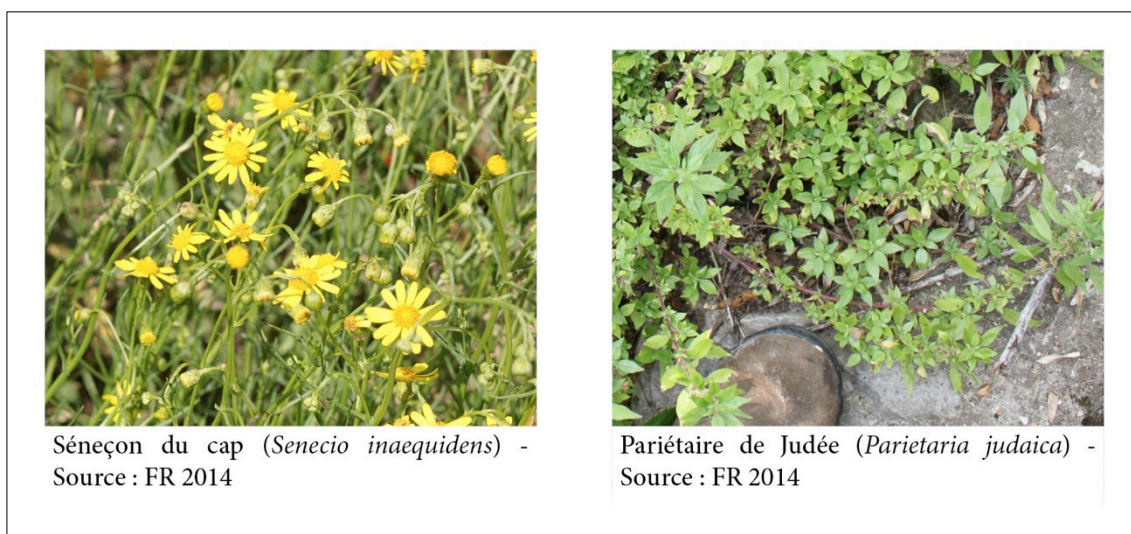 Séneçon du cap (Senecio inaequidens) -
Source : FR 2014
Pariétaire de Judée (Parietaria judaica) -
Source : FR 2014